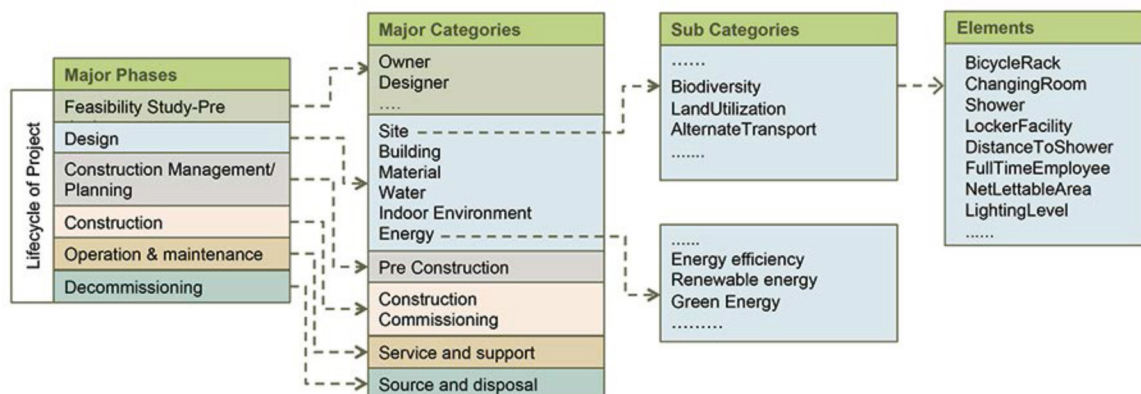 Lifecycle of Project
Major Phases
Feasibility Study-Pre
Design
Construction Management/
Planning
Construction
Operation & maintenance
Decommissioning
Major Categories
Owner
Designer
....
Site
Building
Material
Water
Indoor Environment
Energy
Pre Construction
Construction
Commissioning
Service and support
Source and disposal
Sub Categories
......
Biodiversity
LandUtilization
AlternateTransport
.......
......
Energy efficiency
Renewable energy
Green Energy
.........
Elements
BicycleRack
ChangingRoom
Shower
LockerFacility
DistanceToShower
FullTimeEmployee
NetLettableArea
LightingLevel
......